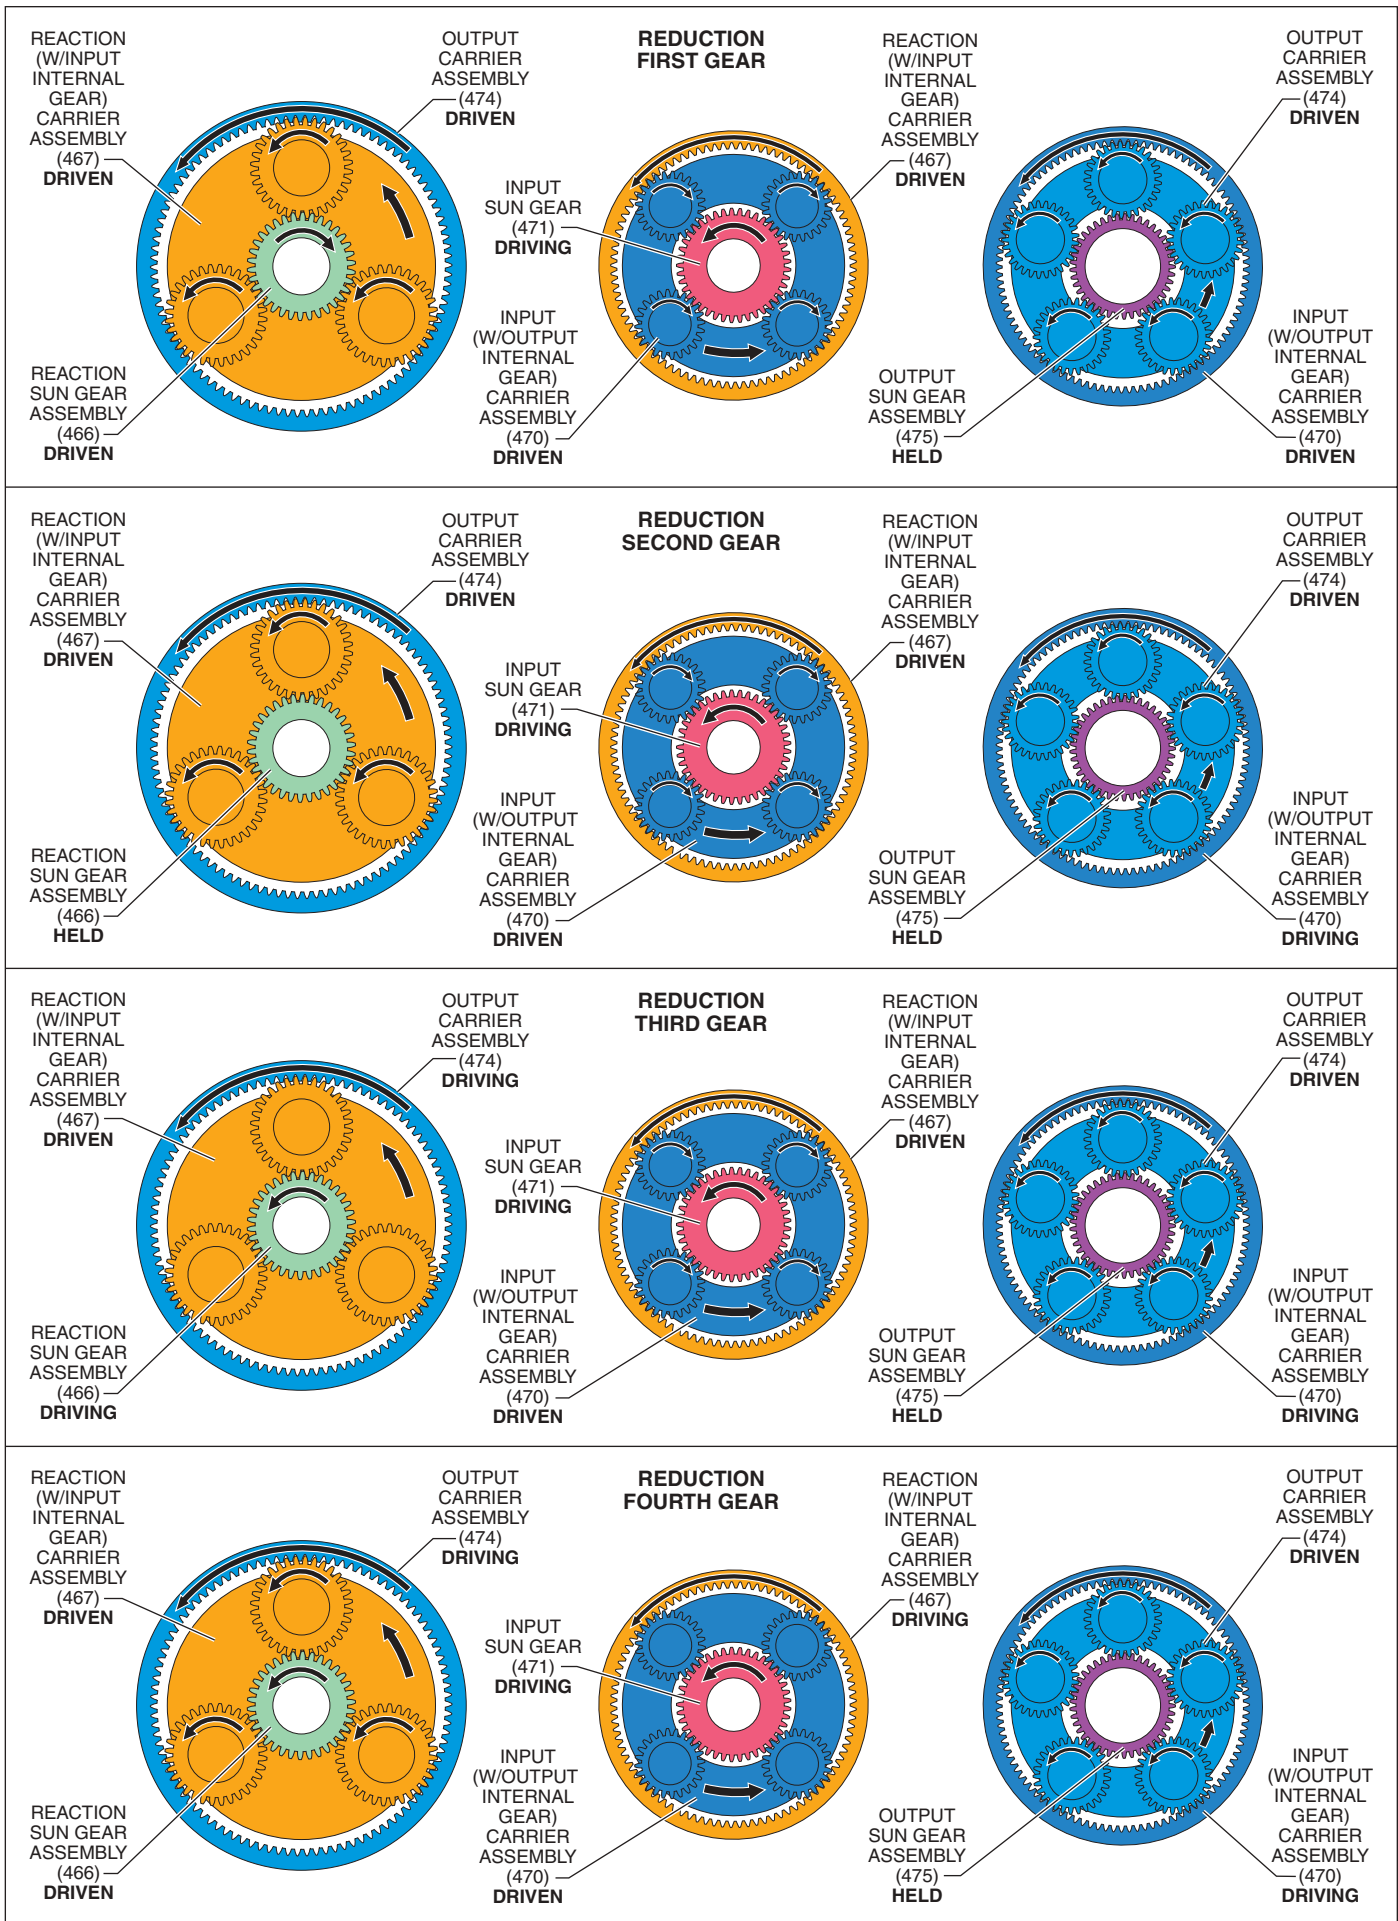 REDUCTION
FIRST GEAR
REACTION
(W/INPUT
INTERNAL
GEAR)
CARRIER
ASSEMBLY
(467)
DRIVEN
OUTPUT
CARRIER
ASSEMBLY
(474)
DRIVEN
REACTION
SUN GEAR
ASSEMBLY
(466)
DRIVEN
INPUT
SUN GEAR
(471)
DRIVING
INPUT
(W/OUTPUT
INTERNAL
GEAR)
CARRIER
ASSEMBLY
(470)
DRIVEN
REACTION
(W/INPUT
INTERNAL
GEAR)
CARRIER
ASSEMBLY
(467)
DRIVEN
OUTPUT
CARRIER
ASSEMBLY
(474)
DRIVEN
OUTPUT
SUN GEAR
ASSEMBLY
(475)
HELD
INPUT
(W/OUTPUT
INTERNAL
GEAR)
CARRIER
ASSEMBLY
(470)
DRIVEN
REDUCTION
SECOND GEAR
REACTION
(W/INPUT
INTERNAL
GEAR)
CARRIER
ASSEMBLY
(467)
DRIVEN
OUTPUT
CARRIER
ASSEMBLY
(474)
DRIVEN
REACTION
SUN GEAR
ASSEMBLY
(466)
HELD
INPUT
SUN GEAR
(471)
DRIVING
INPUT
(W/OUTPUT
INTERNAL
GEAR)
CARRIER
ASSEMBLY
(470)
DRIVEN
REACTION
(W/INPUT
INTERNAL
GEAR)
CARRIER
ASSEMBLY
(467)
DRIVEN
OUTPUT
CARRIER
ASSEMBLY
(474)
DRIVEN
OUTPUT
SUN GEAR
ASSEMBLY
(475)
HELD
INPUT
(W/OUTPUT
INTERNAL
GEAR)
CARRIER
ASSEMBLY
(470)
DRIVING
REDUCTION
THIRD GEAR
REACTION
(W/INPUT
INTERNAL
GEAR)
CARRIER
ASSEMBLY
(467)
DRIVEN
OUTPUT
CARRIER
ASSEMBLY
(474)
DRIVING
REACTION
SUN GEAR
ASSEMBLY
(466)
DRIVING
INPUT
SUN GEAR
(471)
DRIVING
INPUT
(W/OUTPUT
INTERNAL
GEAR)
CARRIER
ASSEMBLY
(470)
DRIVEN
REACTION
(W/INPUT
INTERNAL
GEAR)
CARRIER
ASSEMBLY
(467)
DRIVEN
OUTPUT
CARRIER
ASSEMBLY
(474)
DRIVEN
OUTPUT
SUN GEAR
ASSEMBLY
(475)
HELD
INPUT
(W/OUTPUT
INTERNAL
GEAR)
CARRIER
ASSEMBLY
(470)
DRIVING
REDUCTION
FOURTH GEAR
REACTION
(W/INPUT
INTERNAL
GEAR)
CARRIER
ASSEMBLY
(467)
DRIVEN
OUTPUT
CARRIER
ASSEMBLY
(474)
DRIVING
REACTION
SUN GEAR
ASSEMBLY
(466)
DRIVEN
INPUT
SUN GEAR
(471)
DRIVING
INPUT
(W/OUTPUT
INTERNAL
GEAR)
CARRIER
ASSEMBLY
(470)
DRIVEN
REACTION
(W/INPUT
INTERNAL
GEAR)
CARRIER
ASSEMBLY
(467)
DRIVING
OUTPUT
CARRIER
ASSEMBLY
(474)
DRIVEN
OUTPUT
SUN GEAR
ASSEMBLY
(475)
HELD
INPUT
(W/OUTPUT
INTERNAL
GEAR)
CARRIER
ASSEMBLY
(470)
DRIVING